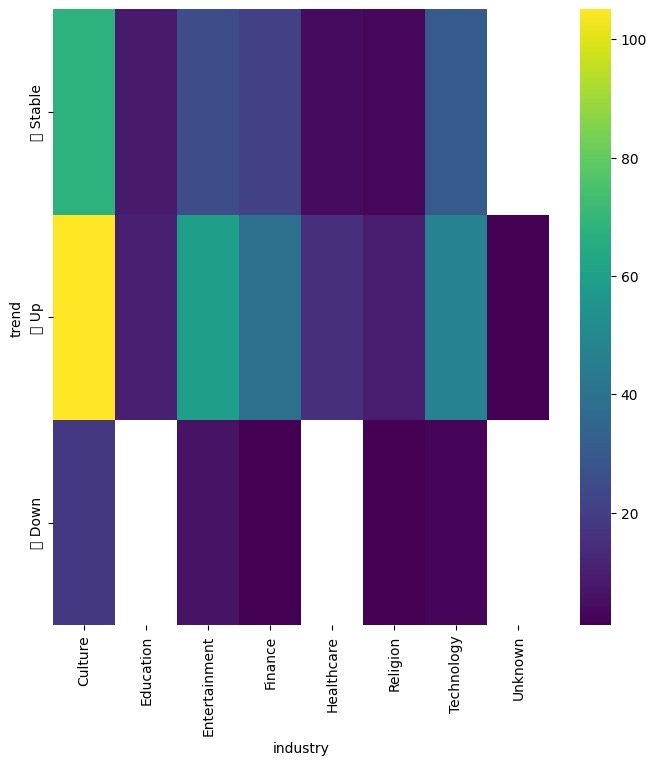 100
80
60
40
20
trend
▯ Stable
▯ Up
▯ Down
Culture
Education
Entertainment
Finance
Healthcare
Religion
Technology
Unknown
industry